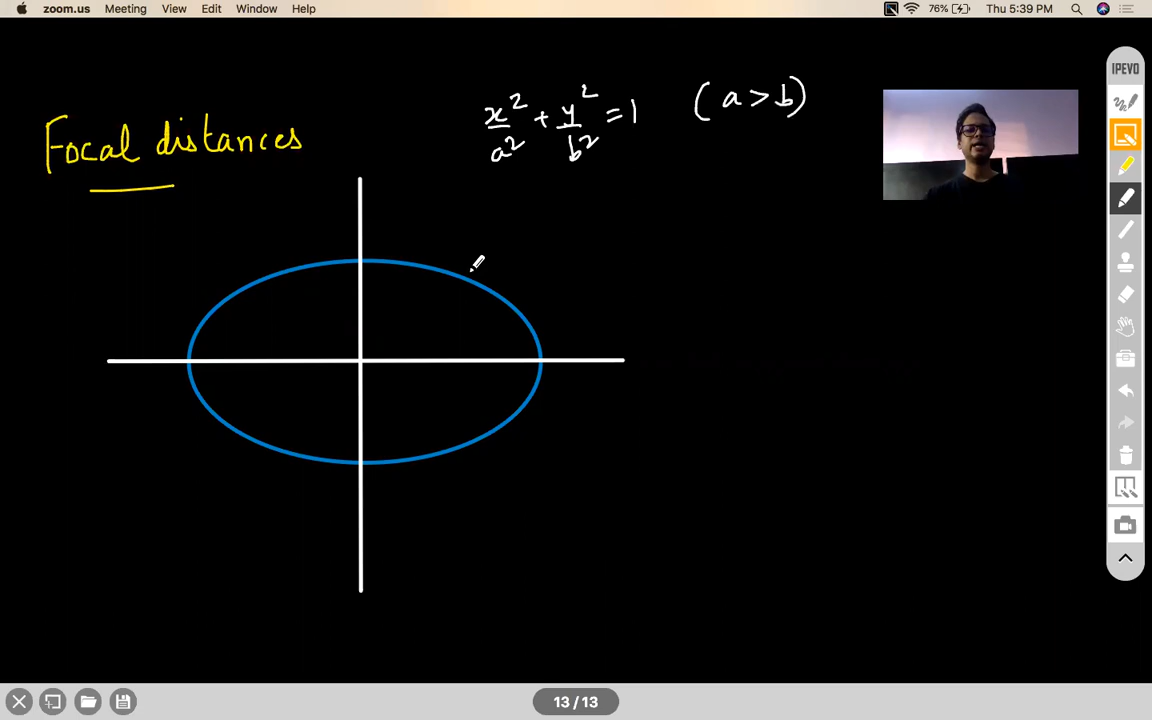 zoom.us Meeting View Edit Window Help 76% Thu 5:39 PM
IPEVO
x²/a² + y²/b² = 1 (a > b)
Focal distances
13 / 13